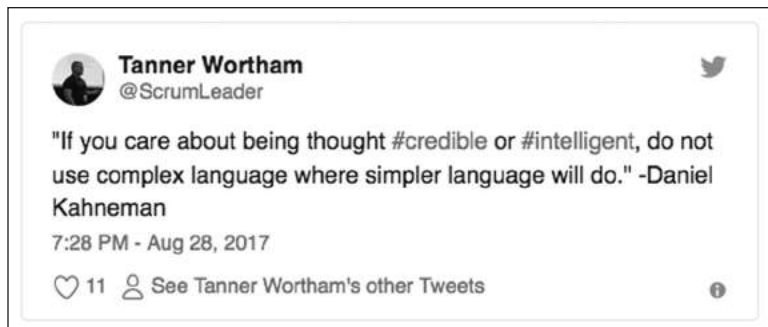 Tanner Wortham
@ScrumLeader
"If you care about being thought #credible or #intelligent, do not
use complex language where simpler language will do." -Daniel
Kahneman
7:28 PM - Aug 28, 2017
11 See Tanner Wortham's other Tweets